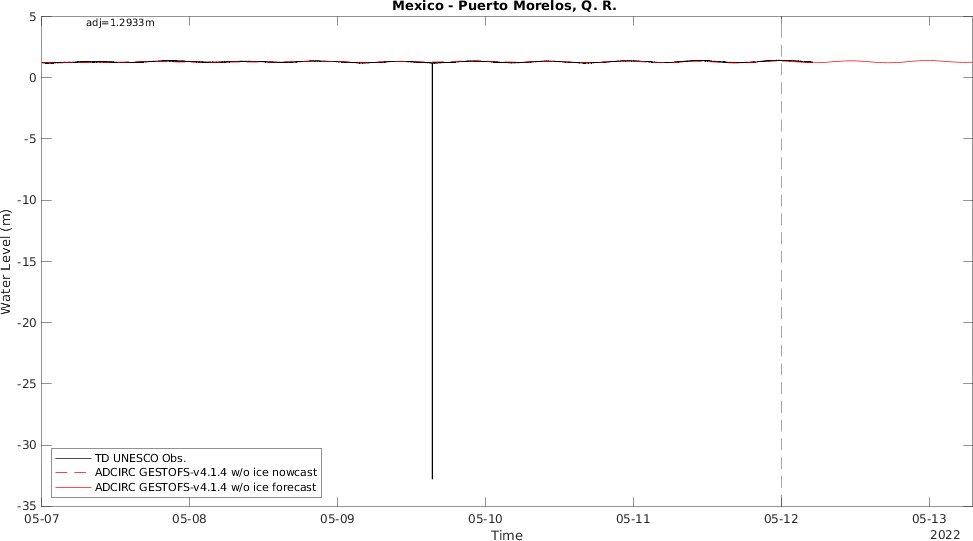 Mexico - Puerto Morelos, Q. R.
adj=1.2933m
5
0
-5
-10
-15
-20
-25
-30
-35
Water Level (m)
TD UNESCO Obs.
ADCIRC GESTOFS-v4.1.4 w/o ice nowcast
ADCIRC GESTOFS-v4.1.4 w/o ice forecast
05-07
05-08
05-09
05-10
05-11
05-12
05-13
Time
2022